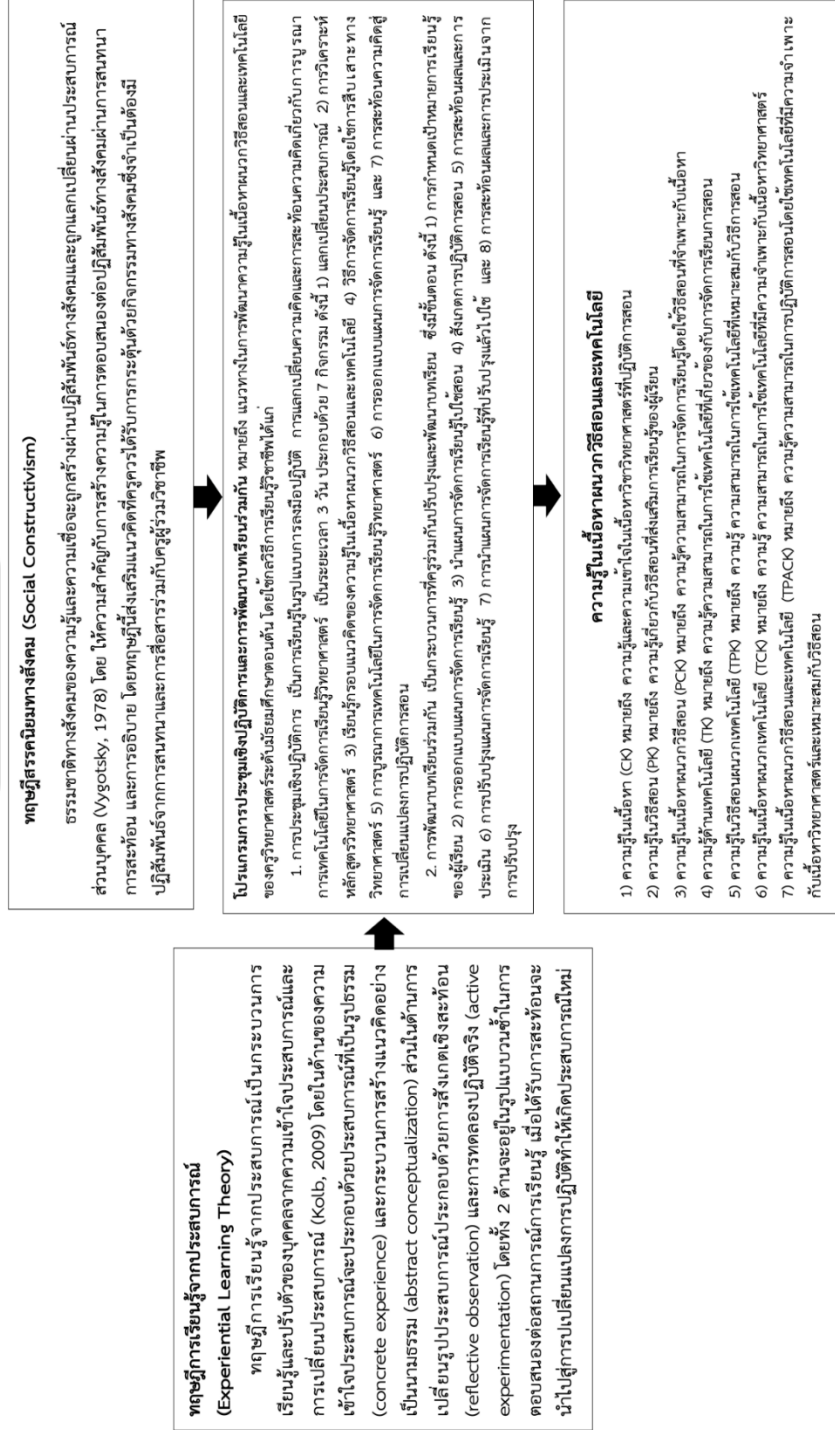 ทฤษฎีสรรคนิยมทางสังคม (Social Constructivism)
ธรรมชาติทางสังคมของความรู้และความเชื่อจะถูกสร้างผ่านปฏิสัมพันธ์ทางสังคมและถูกแลกเปลี่ยนผ่านประสบการณ์
ส่วนบุคคล (Vygotsky, 1978) โดย ให้ความสำคัญกับการสร้างความรู้ในการตอบสนองต่อปฏิสัมพันธ์ทางสังคมผ่านการสนทนา
การสะท้อน และการอธิบาย โดยทฤษฎีนี้ส่งเสริมแนวคิดที่ครูควรได้รับการกระตุ้นด้วยกิจกรรมทางสังคมซึ่งจำเป็นต้องมี
ปฏิสัมพันธ์จากการสนทนาและการสื่อสารร่วมกับครูผู้ร่วมวิชาชีพ
ทฤษฎีการเรียนรู้จากประสบการณ์
(Experiential Learning Theory)
ทฤษฎีการเรียนรู้จากประสบการณ์เป็นกระบวนการ
เรียนรู้และปรับตัวของบุคคลจากความเข้าใจประสบการณ์และ
การเปลี่ยนประสบการณ์ (Kolb, 2009) โดยในด้านของความ
เข้าใจประสบการณ์จะประกอบด้วยประสบการณ์ที่เป็นรูปธรรม
(concrete experience) และกระบวนการสร้างแนวคิดอย่าง
เป็นนามธรรม (abstract conceptualization) ส่วนในด้านการ
เปลี่ยนรูปประสบการณ์ประกอบด้วยการสังเกตเชิงสะท้อน
(reflective observation) และการทดลองปฏิบัติจริง (active
experimentation) โดยทั้ง 2 ด้านจะอยู่ในรูปแบบวนซ้ำในการ
ตอบสนองต่อสถานการณ์การเรียนรู้ เมื่อได้รับการสะท้อนจะ
นำไปสู่การเปลี่ยนแปลงการปฏิบัติทำให้เกิดประสบการณ์ใหม่
โปรแกรมการประชุมเชิงปฏิบัติการและการพัฒนาบทเรียนร่วมกัน หมายถึง แนวทางในการพัฒนาความรู้ในเนื้อหาผนวกวิธีสอนและเทคโนโลยี
ของครูวิทยาศาสตร์ระดับมัธยมศึกษาตอนต้น โดยใช้กลวิธีการเรียนรู้วิชาชีพได้แก่
1. การประชุมเชิงปฏิบัติการ เป็นการเรียนรู้ในรูปแบบการลงมือปฏิบัติ การแลกเปลี่ยนความคิดและการสะท้อนความคิดเกี่ยวกับการบูรณา
การเทคโนโลยีในการจัดการเรียนรู้วิทยาศาสตร์ เป็นระยะเวลา 3 วัน ประกอบด้วย 7 กิจกรรม ดังนี้ 1) แลกเปลี่ยนประสบการณ์ 2) การวิเคราะห์
หลักสูตรวิทยาศาสตร์ 3) เรียนรู้กรอบแนวคิดของความรู้ในเนื้อหาผนวกวิธีสอนและเทคโนโลยี 4) วิธีการจัดการเรียนรู้โดยใช้การสืบเสาะทาง
วิทยาศาสตร์ 5) การบูรณาการเทคโนโลยีในการจัดการเรียนรู้วิทยาศาสตร์ 6) การออกแบบแผนการจัดการเรียนรู้ และ 7) การสะท้อนความคิดสู่
การเปลี่ยนแปลงการปฏิบัติการสอน
2. การพัฒนาบทเรียนร่วมกัน เป็นกระบวนการที่ครูร่วมกันปรับปรุงและพัฒนาบทเรียน ซึ่งมีขั้นตอน ดังนี้ 1) การกำหนดเป้าหมายการเรียนรู้
ของผู้เรียน 2) การออกแบบแผนการจัดการเรียนรู้ 3) นำแผนการจัดการเรียนรู้ไปใช้สอน 4) สังเกตการปฏิบัติการสอน 5) การสะท้อนผลและการ
ประเมิน 6) การปรับปรุงแผนการจัดการเรียนรู้ 7) การนำแผนการจัดการเรียนรู้ที่ปรับปรุงแล้วไปใช้ และ 8) การสะท้อนผลและการประเมินจาก
การปรับปรุง
ความรู้ในเนื้อหาผนวกวิธีสอนและเทคโนโลยี
1) ความรู้ในเนื้อหา (CK) หมายถึง ความรู้และความเข้าใจในเนื้อหาวิชาวิทยาศาสตร์ที่ปฏิบัติการสอน
2) ความรู้ในวิธีสอน (PK) หมายถึง ความรู้เกี่ยวกับวิธีสอนที่ส่งเสริมการเรียนรู้ของผู้เรียน
3) ความรู้ในเนื้อหาผนวกวิธีสอน (PCK) หมายถึง ความรู้ความสามารถในการจัดการเรียนรู้โดยใช้วิธีสอนที่จำเพาะกับเนื้อหา
4) ความรู้ด้านเทคโนโลยี (TK) หมายถึง ความรู้ความสามารถในการใช้เทคโนโลยีที่เกี่ยวข้องกับการจัดการเรียนการสอน
5) ความรู้ในวิธีสอนผนวกเทคโนโลยี (TPK) หมายถึง ความรู้ ความสามารถในการใช้เทคโนโลยีที่เหมาะสมกับวิธีการสอน
6) ความรู้ในเนื้อหาผนวกเทคโนโลยี (TCK) หมายถึง ความรู้ ความสามารถในการใช้เทคโนโลยีที่มีความจำเพาะกับเนื้อหาวิทยาศาสตร์
7) ความรู้ในเนื้อหาผนวกวิธีสอนและเทคโนโลยี (TPACK) หมายถึง ความรู้ความสามารถในการปฏิบัติการสอนโดยใช้เทคโนโลยีที่มีความจำเพาะ
กับเนื้อหาวิทยาศาสตร์และเหมาะสมกับวิธีสอน